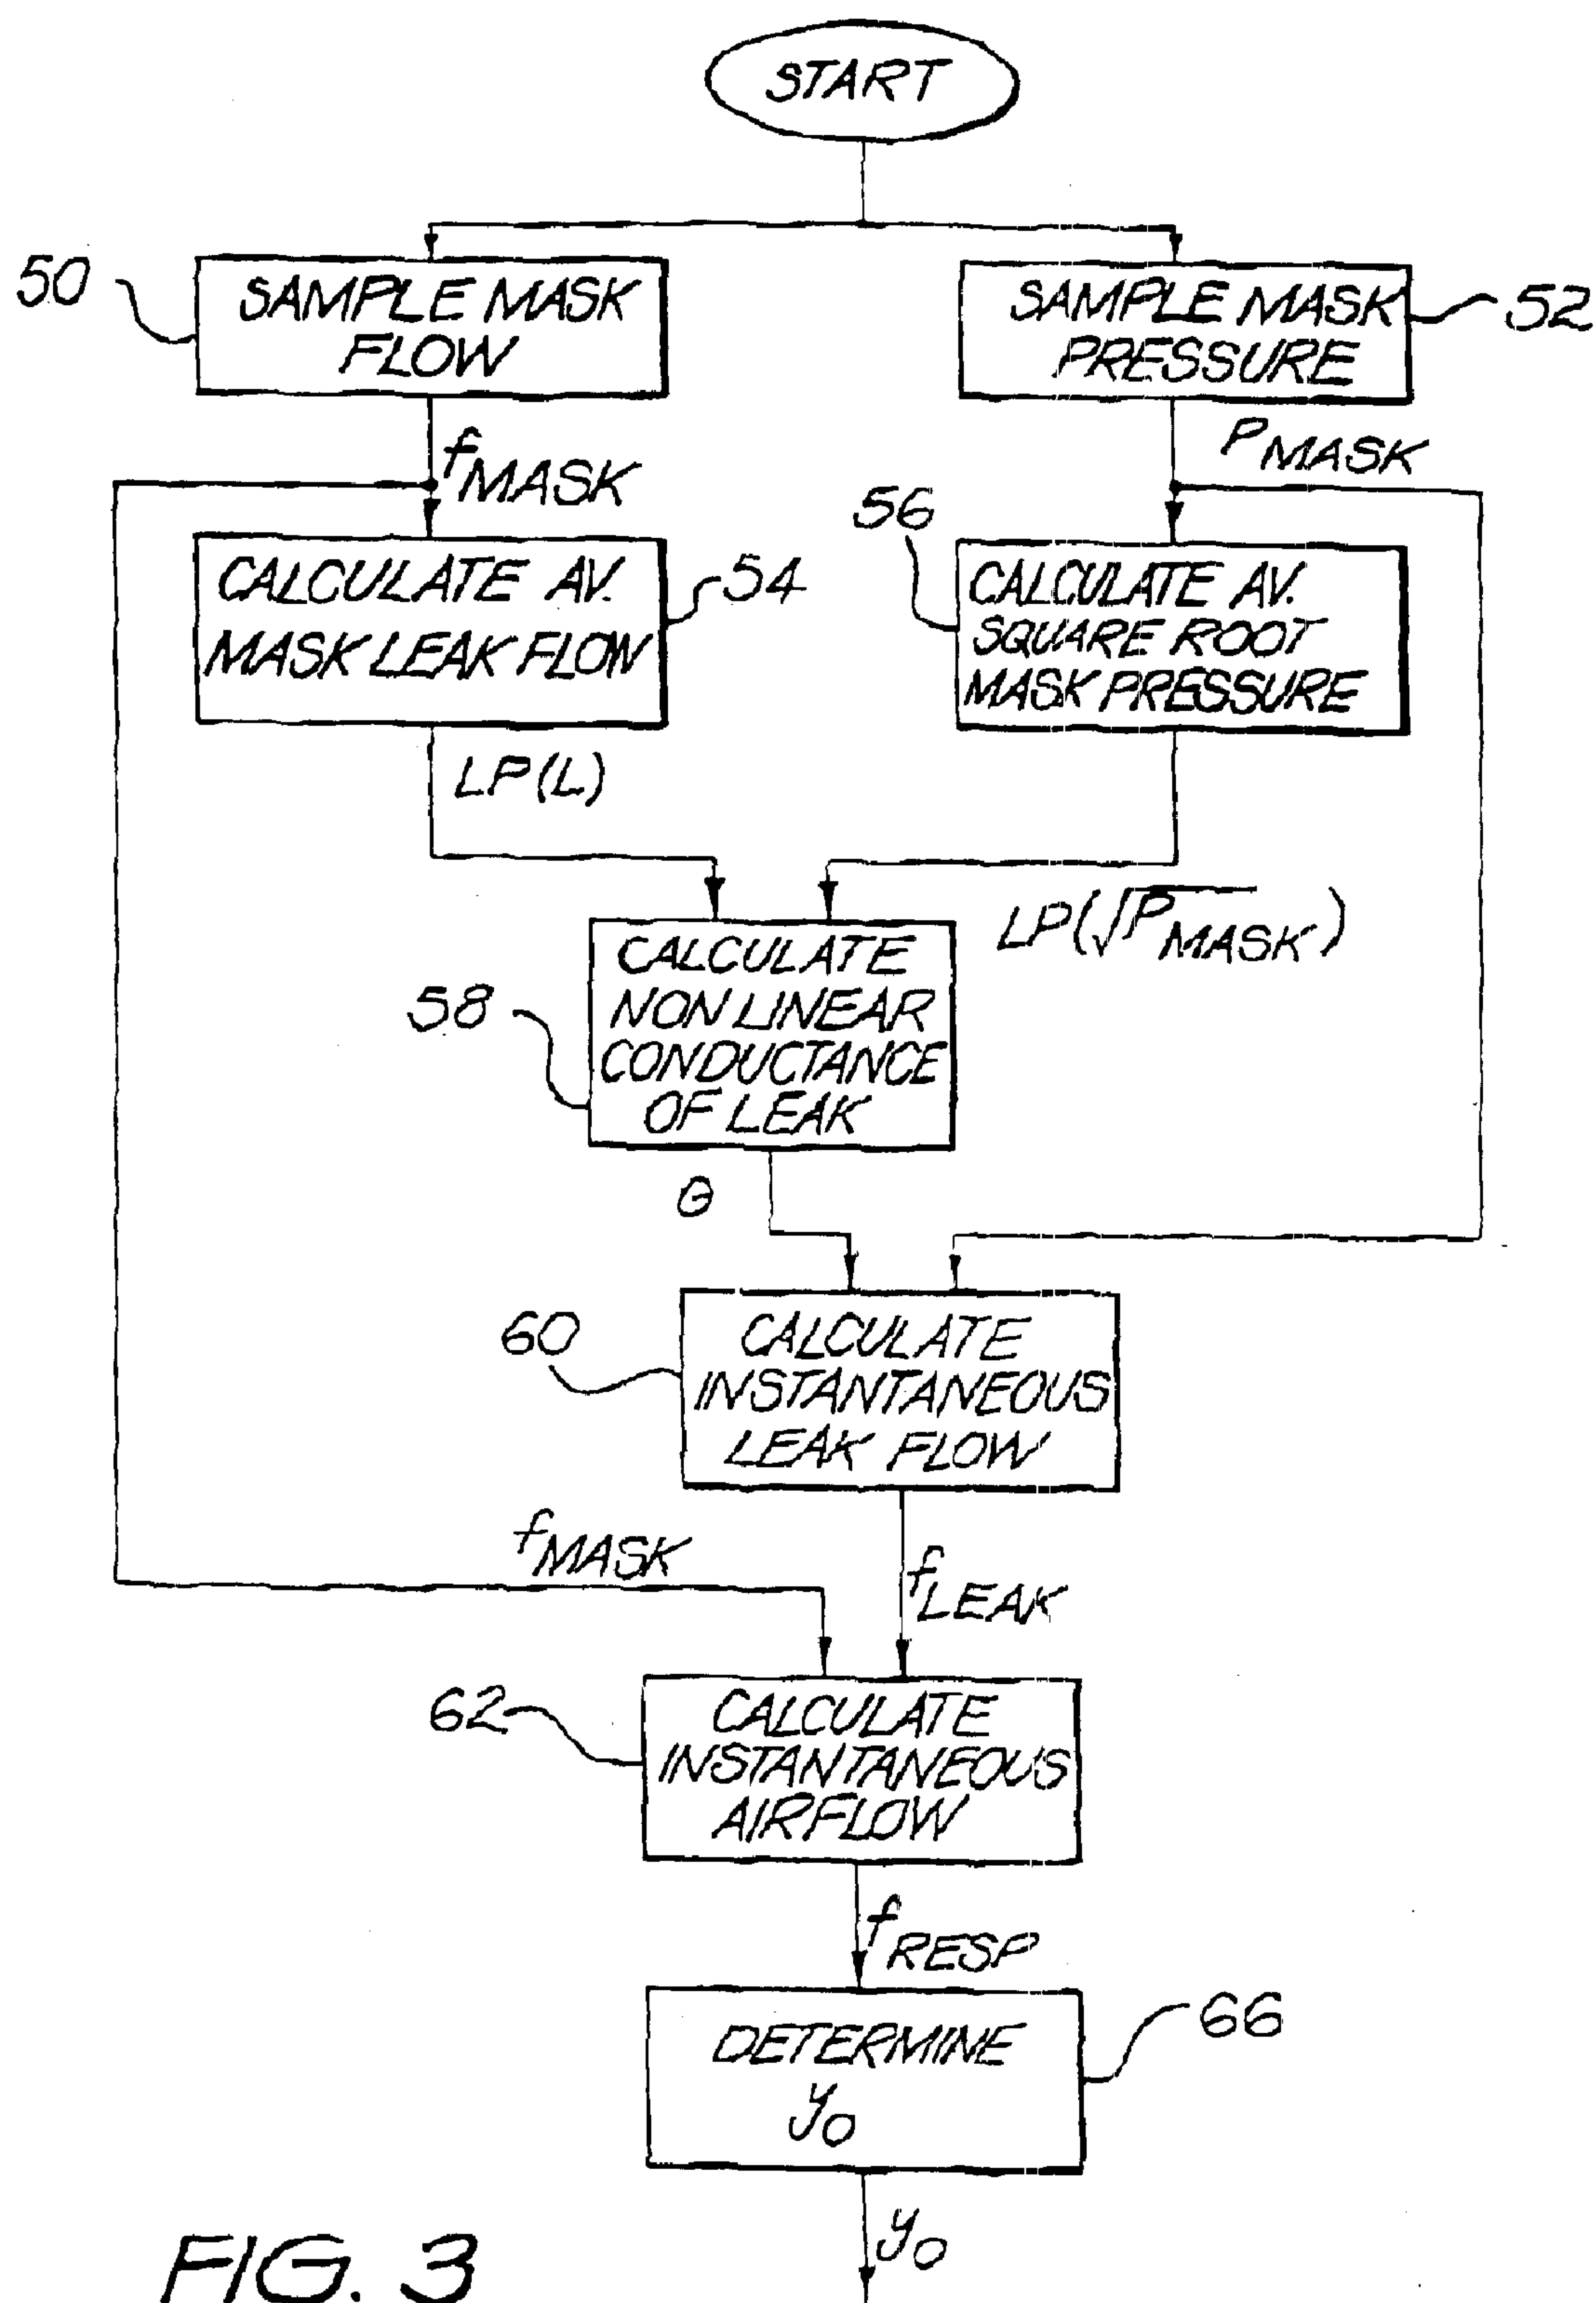 START
50
SAMPLE MASK
FLOW
SAMPLE MASK
PRESSURE
52
fMASK
PMASK
CALCULATE AV.
MASK LEAK FLOW
54
56
CALCULATE AV.
SQUARE ROOT
MASK PRESSURE
LP(L)
LP(√PMASK)
58
CALCULATE
NON LINEAR
CONDUCTANCE
OF LEAK
G
60
CALCULATE
INSTANTANEOUS
LEAK FLOW
fMASK
fLEAK
62
CALCULATE
INSTANTANEOUS
AIRFLOW
fRESP
DETERMINE
yo
66
yo
FIG. 3